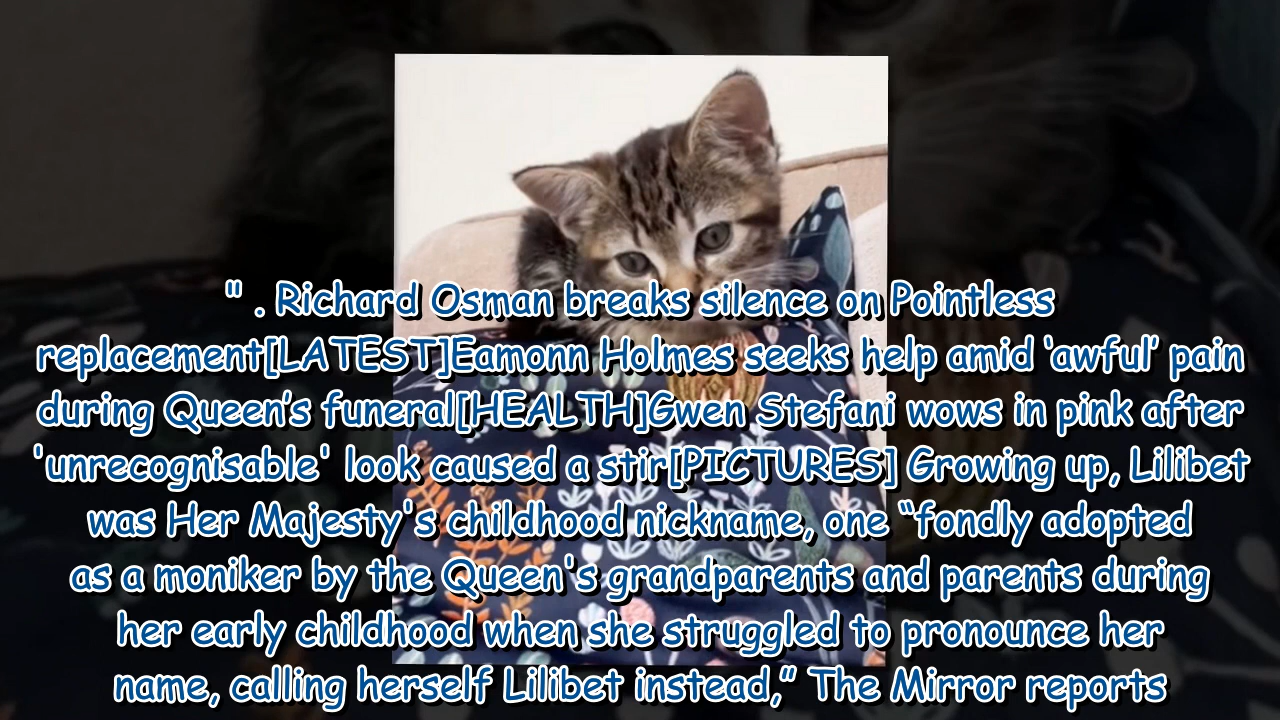 " . Richard Osman breaks silence on Pointless
replacement[LATEST]Eamonn Holmes seeks help amid ‘awful’ pain
during Queen’s funeral[HEALTH]Gwen Stefani wows in pink after
'unrecognisable' look caused a stir[PICTURES] Growing up, Lilibet
was Her Majesty's childhood nickname, one “fondly adopted
as a moniker by the Queen's grandparents and parents during
her early childhood when she struggled to pronounce her
name, calling herself Lilibet instead,” The Mirror reports